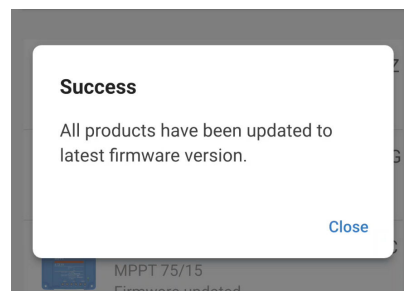 Z
Success
All products have been updated to
latest firmware version.
G
Close
C
MPPT 75/15
Firmware updated